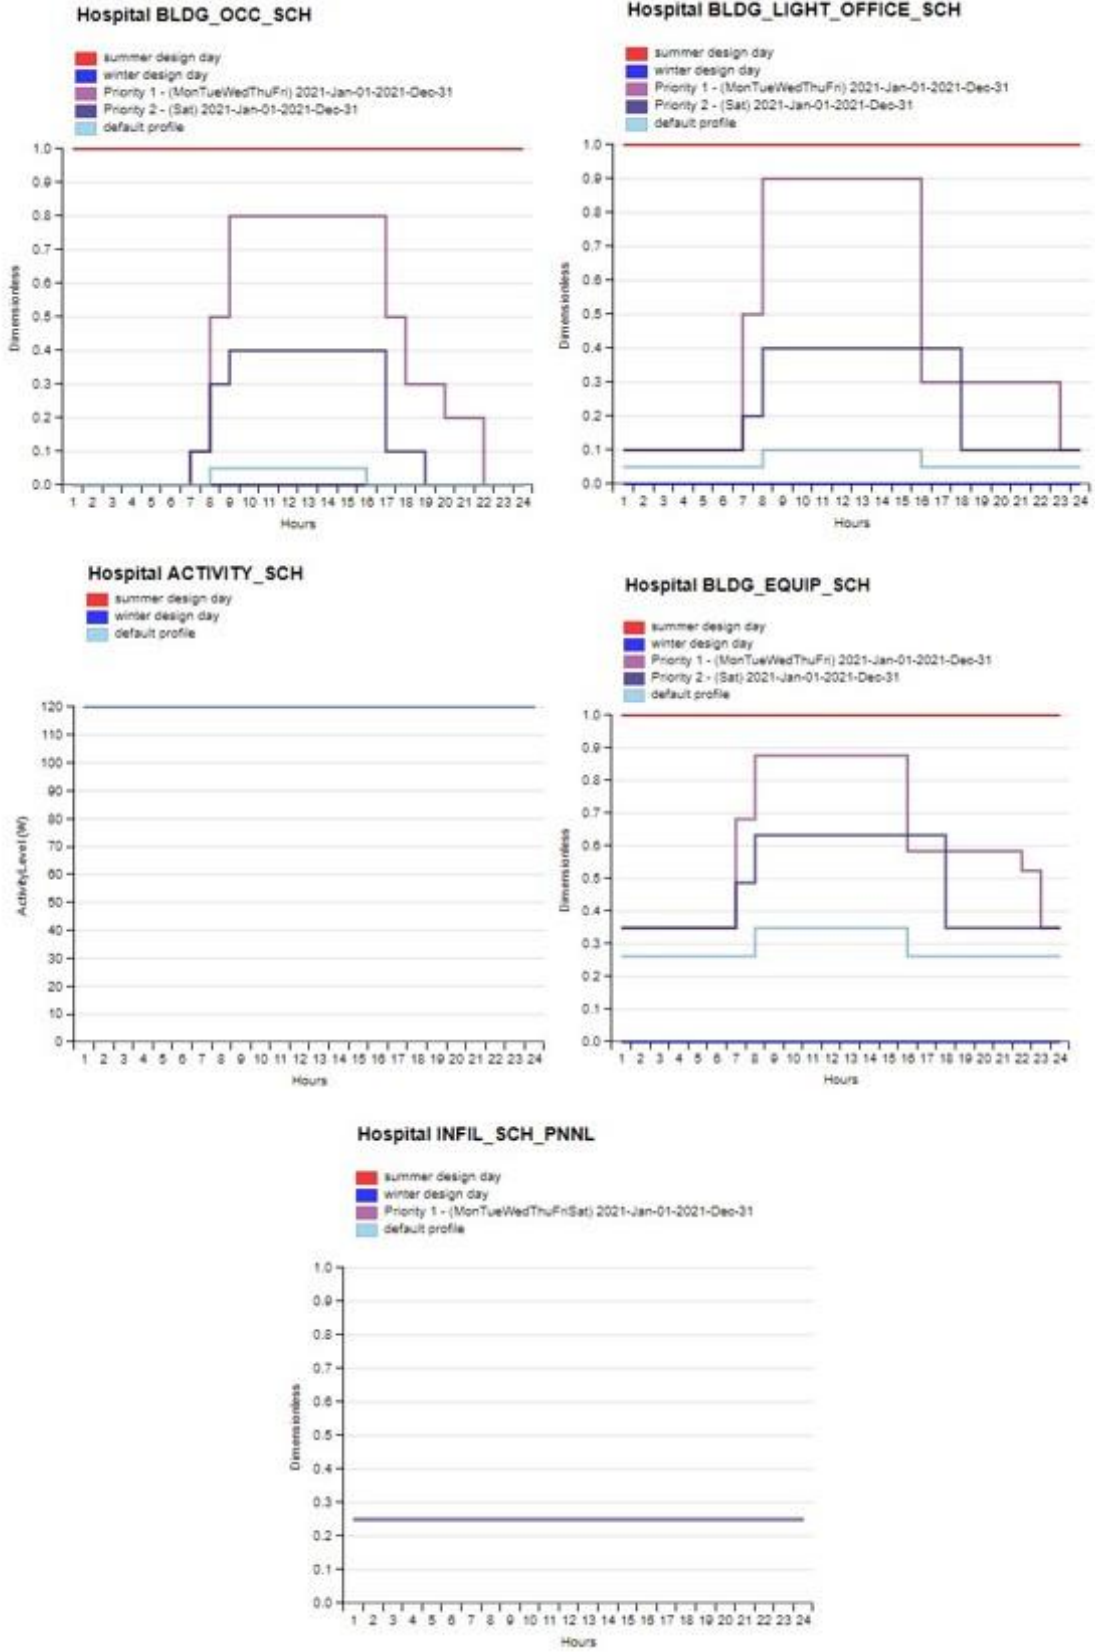 Hospital BLDG_OCC_SCH
summer design day
winter design day
Priority 1 - (MonTueWedThuFri) 2021-Jan-01-2021-Dec-31
Priority 2 - (Sat) 2021-Jan-01-2021-Dec-31
default profile
1.0
0.9
0.8
0.7
0.6
0.5
0.4
0.3
0.2
0.1
0.0
Dimensionless
1 2 3 4 5 6 7 8 9 10 11 12 13 14 15 16 17 18 19 20 21 22 23 24
Hours
Hospital BLDG_LIGHT_OFFICE_SCH
summer design day
winter design day
Priority 1 - (MonTueWedThuFri) 2021-Jan-01-2021-Dec-31
Priority 2 - (Sat) 2021-Jan-01-2021-Dec-31
default profile
1.0
0.9
0.8
0.7
0.6
0.5
0.4
0.3
0.2
0.1
0.0
Dimensionless
1 2 3 4 5 6 7 8 9 10 11 12 13 14 15 16 17 18 19 20 21 22 23 24
Hours
Hospital ACTIVITY_SCH
summer design day
winter design day
default profile
120
110
100
90
80
70
60
50
40
30
20
10
0
ActivityLevel (W)
1 2 3 4 5 6 7 8 9 10 11 12 13 14 15 16 17 18 19 20 21 22 23 24
Hours
Hospital BLDG_EQUIP_SCH
summer design day
winter design day
Priority 1 - (MonTueWedThuFri) 2021-Jan-01-2021-Dec-31
Priority 2 - (Sat) 2021-Jan-01-2021-Dec-31
default profile
1.0
0.9
0.8
0.7
0.6
0.5
0.4
0.3
0.2
0.1
0.0
Dimensionless
1 2 3 4 5 6 7 8 9 10 11 12 13 14 15 16 17 18 19 20 21 22 23 24
Hours
Hospital INFIL_SCH_PNNL
summer design day
winter design day
Priority 1 - (MonTueWedThuFriSat) 2021-Jan-01-2021-Dec-31
default profile
1.0
0.9
0.8
0.7
0.6
0.5
0.4
0.3
0.2
0.1
0.0
Dimensionless
1 2 3 4 5 6 7 8 9 10 11 12 13 14 15 16 17 18 19 20 21 22 23 24
Hours